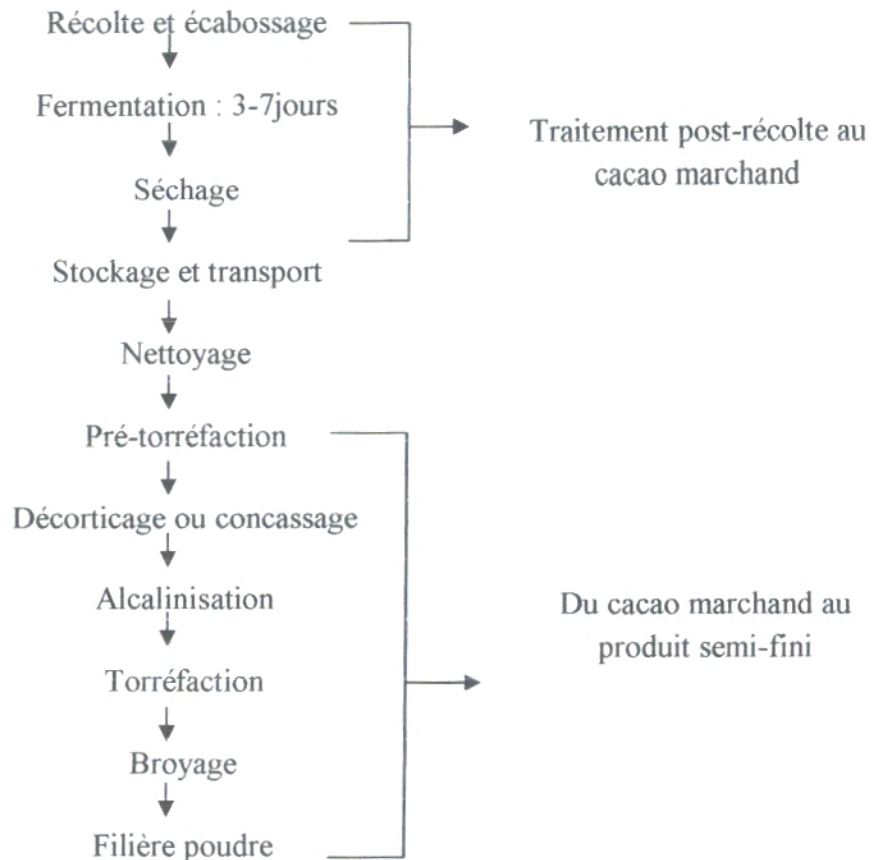 Récolte et écabossage
Fermentation : 3-7jours
Traitement post-récolte au
cacao marchand
Séchage
Stockage et transport
Nettoyage
Pré-torréfaction
Décorticage ou concassage
Alcalinisation
Du cacao marchand au
produit semi-fini
Torréfaction
Broyage
Filière poudre